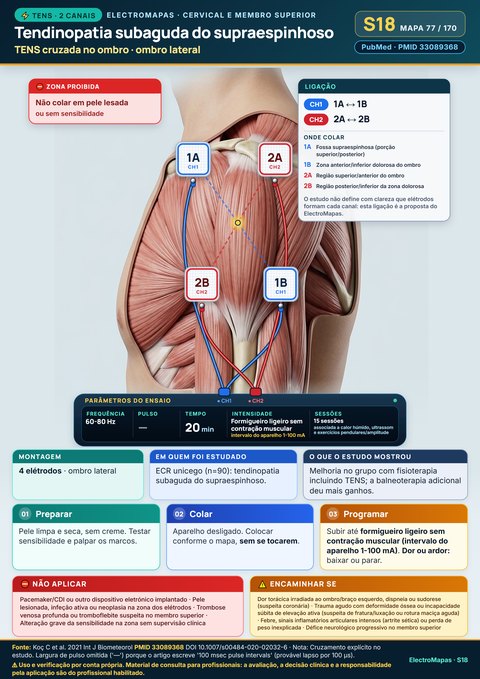 TENS · 2 CANAIS
ELECTROMAPAS · CERVICAL E MEMBRO SUPERIOR
Tendinopatia subaguda do supraespinhoso
TENS cruzada no ombro · ombro lateral
S18 MAPA 77 / 170
PubMed · PMID 33089368
ZONA PROIBIDA
Não colar em pele lesada
ou sem sensibilidade
LIGAÇÃO
CH1 1A ↔ 1B
CH2 2A ↔ 2B
ONDE COLAR
1A Fossa supraespinhosa (porção
superior/posterior)
1B Zona anterior/inferior dolorosa do ombro
2A Região superior/anterior do ombro
2B Região posterior/inferior da zona dolorosa
O estudo não define com clareza que elétrodos
formam cada canal; esta ligação é a proposta do
ElectroMapas.
1A
CH1
2A
CH2
2B
CH2
1B
CH1
CH1
CH2
PARÂMETROS DO ENSAIO
FREQUÊNCIA
60-80 Hz
PULSO
—
TEMPO
20 min
INTENSIDADE
Formigueiro ligeiro sem
contração muscular
intervalo do aparelho 1-100 mA
SESSÕES
15 sessões
associada a calor húmido, ultrassom
e exercícios pendulares/amplitude
MONTAGEM
4 elétrodos · ombro lateral
EM QUEM FOI ESTUDADO
ECR unicego (n=90): tendinopatia
subaguda do supraespinhoso.
O QUE O ESTUDO MOSTROU
Melhoria no grupo com fisioterapia
incluindo TENS; a balneoterapia adicional
deu mais ganhos.
01 Preparar
Pele limpa e seca, sem creme. Testar
sensibilidade e palpar os marcos.
02 Colar
Aparelho desligado. Colocar
conforme o mapa, sem se tocarem.
03 Programar
Subir até formigueiro ligeiro sem
contração muscular (intervalo do
aparelho 1-100 mA). Dor ou ardor:
baixar ou parar.
NÃO APLICAR
Pacemaker/CDI ou outro dispositivo eletrónico implantado · Pele
lesionada, infeção ativa ou neoplasia na zona dos elétrodos · Trombose
venosa profunda ou tromboflebite suspeita no membro superior ·
Alteração grave da sensibilidade na zona sem supervisão
ENCAMINHAR SE
Dor torácica irradiada ao ombro/braço esquerdo, dispneia ou sudorese
(suspeita coronária) · Trauma agudo com deformidade óssea ou incapacidade
súbita de elevação ativa (suspeita de fratura/luxação ou rotura maciça aguda)
· Febre, sinais inflamatórios articulares intensos (artrite séptica) ou perda de
peso inexplicada · Défice neurológico progressivo no membro superior
Fonte: Koç C et al. 2021 Int J Biometeorol PMID 33089368 DOI 10.1007/s00484-020-02032-6 · Nota: Cruzamento explícito no
estudo. Largura de pulso omitida ('—') porque o artigo escreve '100 msec pulse intervals' (provável lapso por 100 µs).
Uso e verificação por conta própria. Material de consulta para profissionais: a avaliação, a decisão clínica e a responsabilidade
pela aplicação são do profissional habilitado.
ElectroMapas · S18